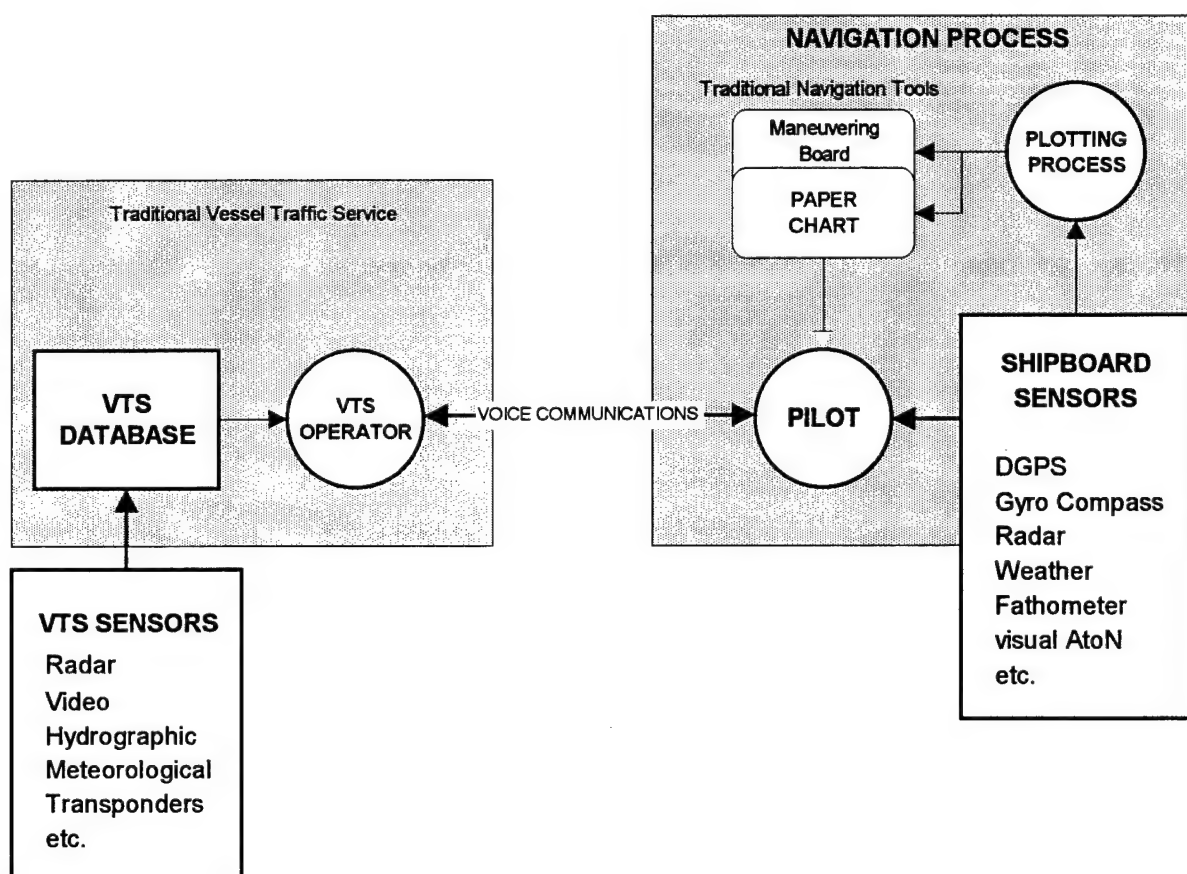 NAVIGATION PROCESS
Traditional Navigation Tools
Maneuvering
Board
PAPER
CHART
PLOTTING
PROCESS
Traditional Vessel Traffic Service
VTS
DATABASE
VTS
OPERATOR
VOICE COMMUNICATIONS
PILOT
SHIPBOARD
SENSORS
DGPS
Gyro Compass
Radar
Weather
Fathometer
visual AtoN
etc.
VTS SENSORS
Radar
Video
Hydrographic
Meteorological
Transponders
etc.